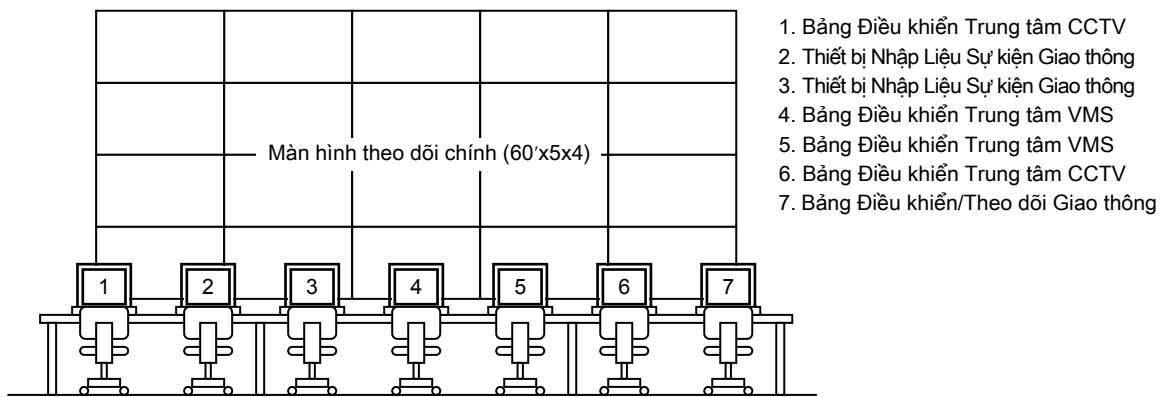 1. Bảng Điều khiển Trung tâm CCTV
2. Thiết bị Nhập Liệu Sự kiện Giao thông
3. Thiết bị Nhập Liệu Sự kiện Giao thông
4. Bảng Điều khiển Trung tâm VMS
5. Bảng Điều khiển Trung tâm VMS
6. Bảng Điều khiển Trung tâm CCTV
7. Bảng Điều khiển/Theo dõi Giao thông
Màn hình theo dõi chính (60′x5x4)
1 2 3 4 5 6 7